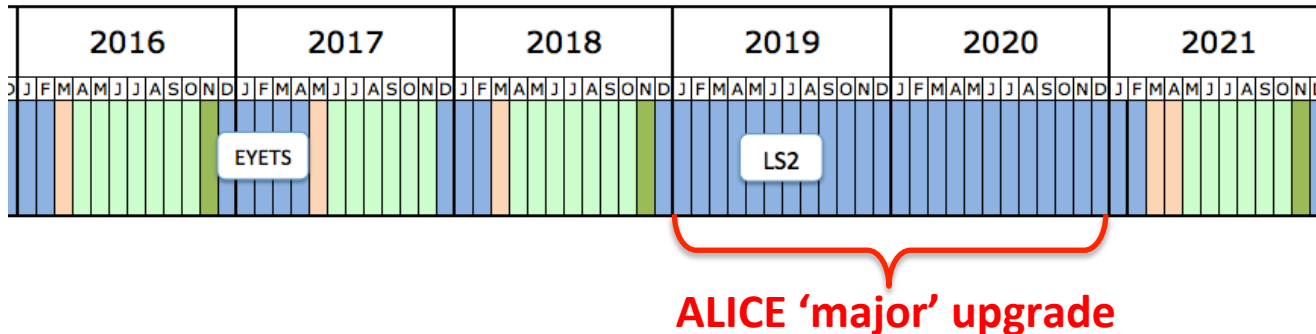 2016 2017 2018 2019 2020 2021
D J F M A M J J A S O N D J F M A M J J A S O N D J F M A M J J A S O N D J F M A M J J A S O N D J F M A M J J A S O N D J F M A M J J A S O N D
EYETS LS2
ALICE ‘major’ upgrade